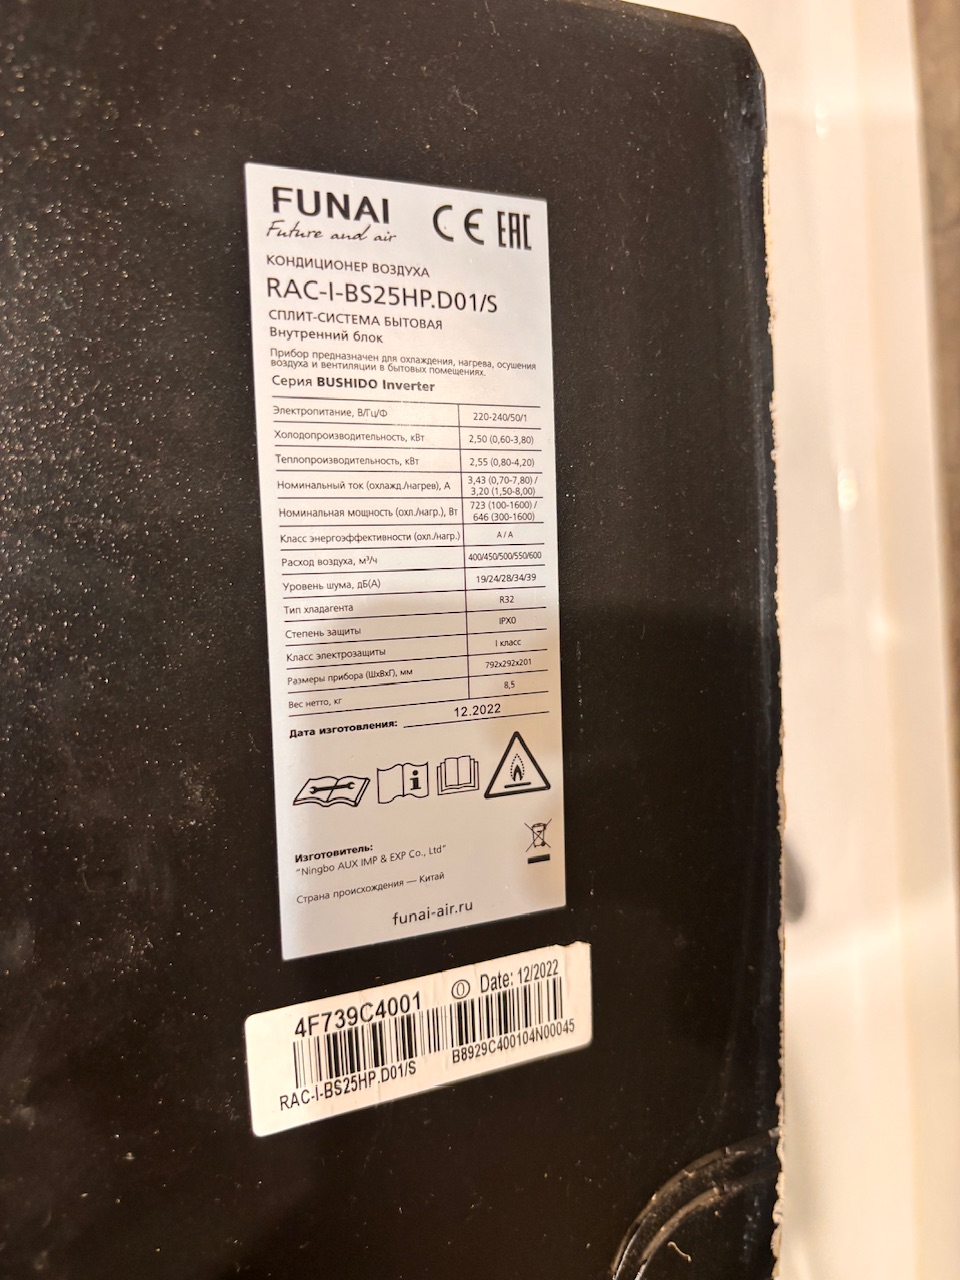 FUNAI
Future and air
CE EAC
КОНДИЦИОНЕР ВОЗДУХА
RAC-I-BS25HP.D01/S
СПЛИТ-СИСТЕМА БЫТОВАЯ
Внутренний блок
Прибор предназначен для охлаждения, нагрева, осушения
воздуха и вентиляции в бытовых помещениях.
Серия BUSHIDO Inverter
Электропитание, В/Гц/Ф 220-240/50/1
Холодопроизводительность, кВт 2,50 (0,60-3,80)
Теплопроизводительность, кВт 2,55 (0,80-4,20)
Номинальный ток (охлажд./нагрев), А 3,43 (0,70-7,80) /
3,20 (1,50-8,00)
Номинальная мощность (охл./нагр.), Вт 723 (100-1600) /
646 (300-1600)
Класс энергоэффективности (охл./нагр.) A / A
Расход воздуха, м³/ч 400/450/500/550/600
Уровень шума, дБ(А) 19/24/28/34/39
Тип хладагента R32
Степень защиты IPX0
Класс электрозащиты I класс
Размеры прибора (ШxВxГ), мм 792x292x201
Вес нетто, кг 8,5
Дата изготовления: 12.2022
Изготовитель:
"Ningbo AUX IMP & EXP Co., Ltd"
Страна происхождения — Китай
funai-air.ru
4F739C4001 Date: 12/2022
RAC-I-BS25HP.D01/S B8929C400104N00045